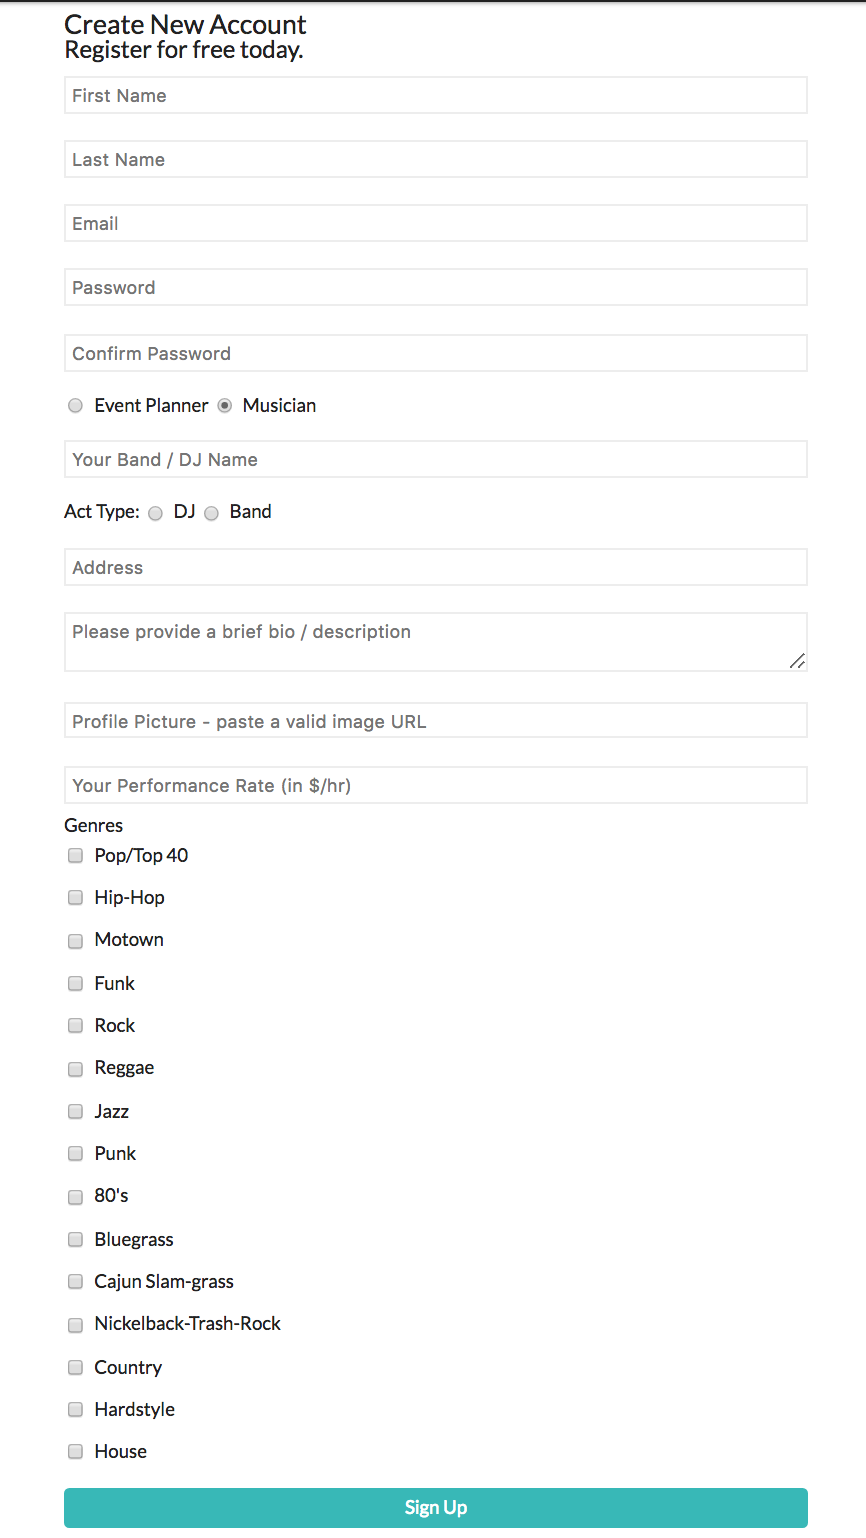 Create New Account
Register for free today.
First Name
Last Name
Email
Password
Confirm Password
Event Planner Musician
Your Band / DJ Name
Act Type: DJ Band
Address
Please provide a brief bio / description
Profile Picture - paste a valid image URL
Your Performance Rate (in $/hr)
Genres
Pop/Top 40
Hip-Hop
Motown
Funk
Rock
Reggae
Jazz
Punk
80's
Bluegrass
Cajun Slam-grass
Nickelback-Trash-Rock
Country
Hardstyle
House
Sign Up